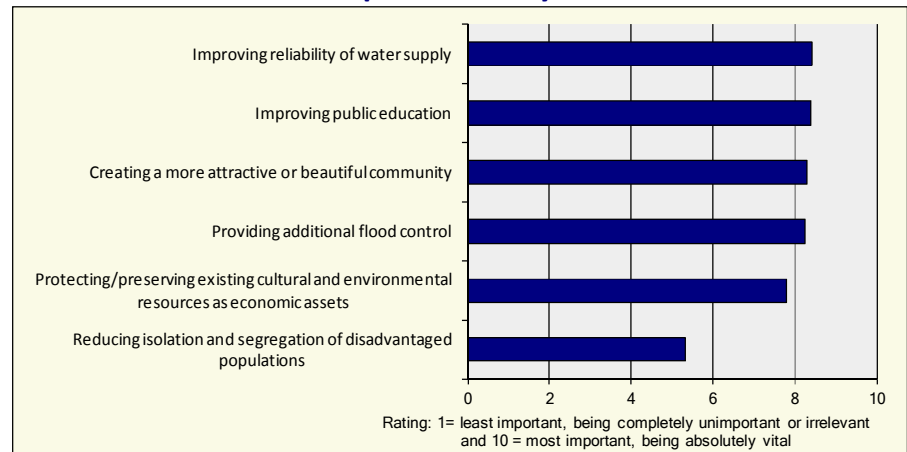 Improving reliability of water supply
Improving public education
Creating a more attractive or beautiful community
Providing additional flood control
Protecting/preserving existing cultural and environmental
resources as economic assets
Reducing isolation and segregation of disadvantaged
populations
0 2 4 6 8 10
Rating: 1= least important, being completely unimportant or irrelevant
and 10 = most important, being absolutely vital